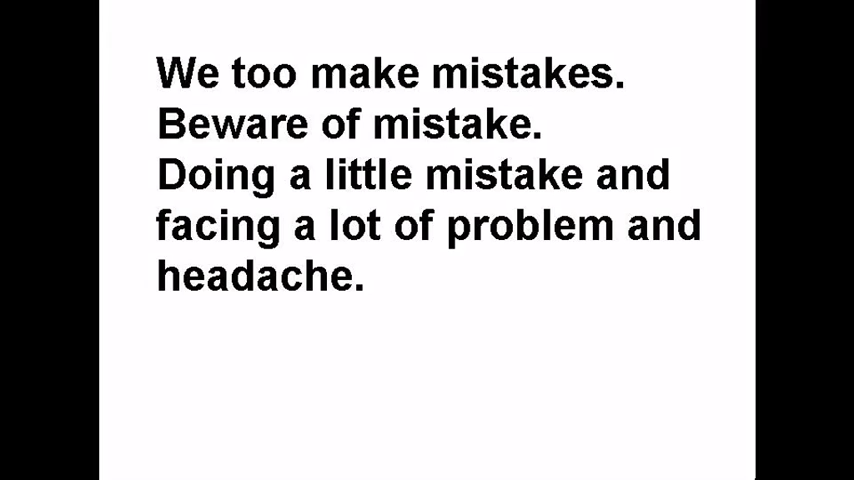 We too make mistakes.
Beware of mistake.
Doing a little mistake and
facing a lot of problem and
headache.